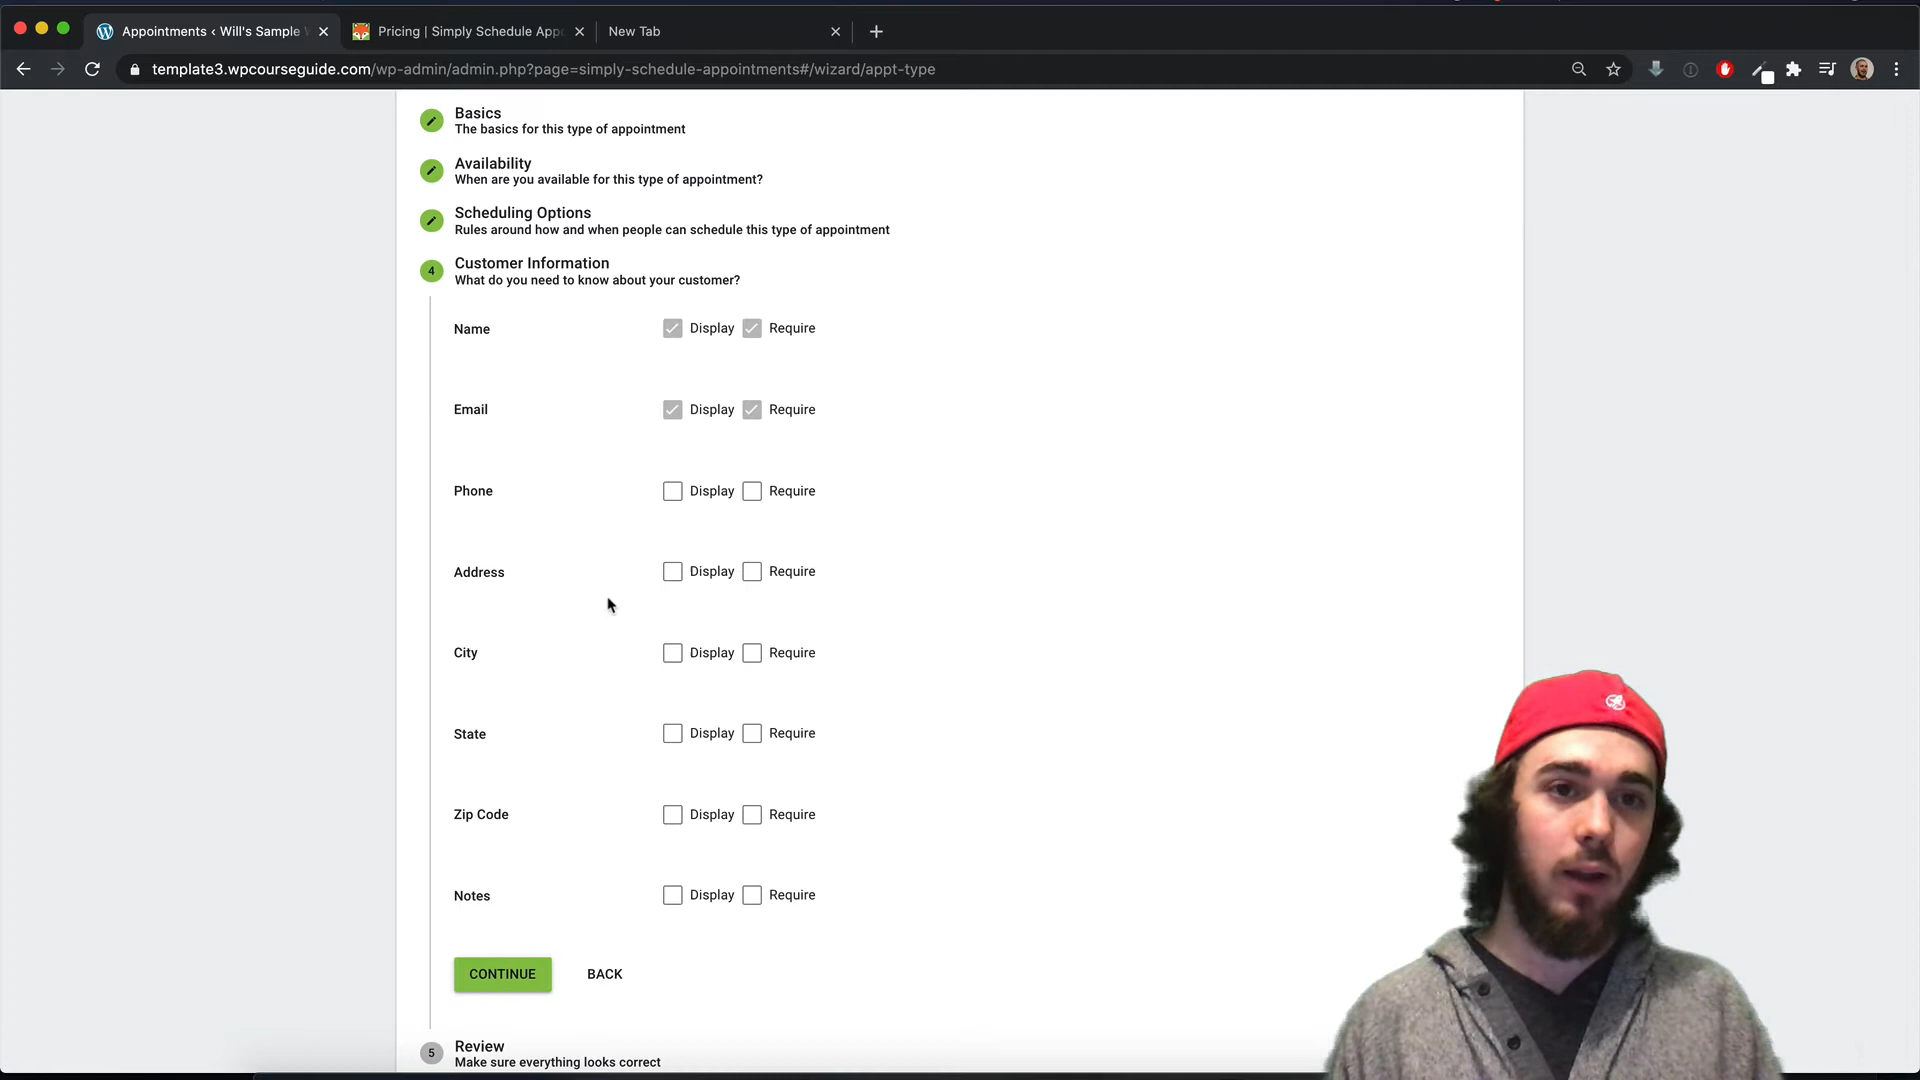 Appointments ‹ Will's Sample
Pricing | Simply Schedule Appo
New Tab
template3.wpcourseguide.com/wp-admin/admin.php?page=simply-schedule-appointments#/wizard/appt-type
Basics
The basics for this type of appointment
Availability
When are you available for this type of appointment?
Scheduling Options
Rules around how and when people can schedule this type of appointment
4 Customer Information
What do you need to know about your customer?
Name Display Require
Email Display Require
Phone Display Require
Address Display Require
City Display Require
State Display Require
Zip Code Display Require
Notes Display Require
CONTINUE BACK
5 Review
Make sure everything looks correct